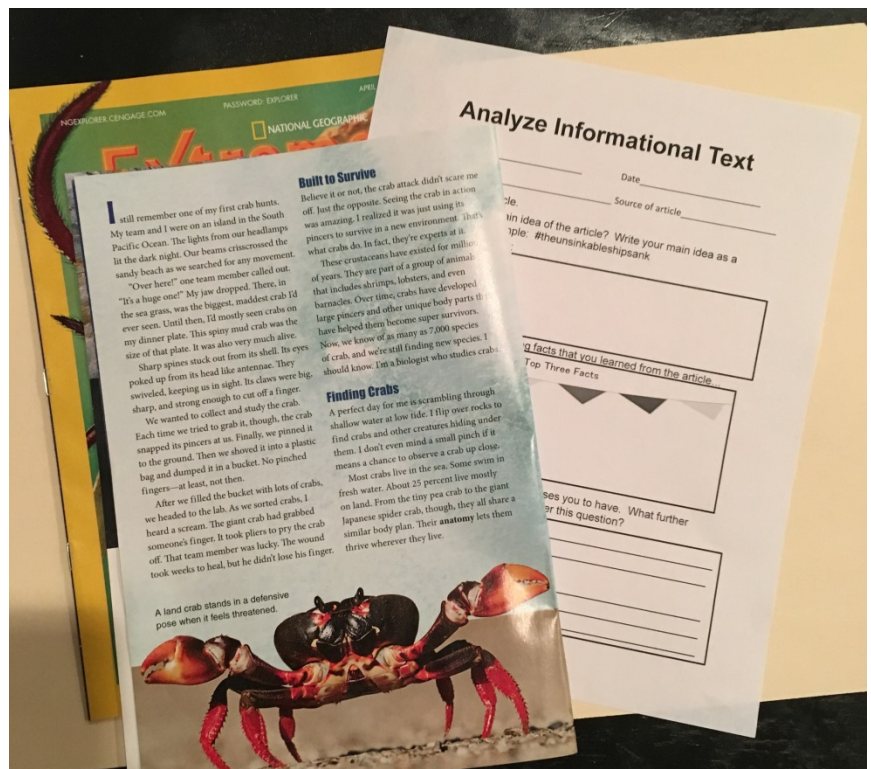 NGEXPLORER.CENGAGE.COM
PASSWORD: EXPLORER
APRIL
NATIONAL GEOGRAPHIC
I still remember one of my first crab hunts.
My team and I were on an island in the South
Pacific Ocean. The lights from our headlamps
lit the dark night. Our beams crisscrossed the
sandy beach as we searched for any movement.
"Over here!" one team member called out.
"It's a huge one!" My jaw dropped. There, in
the sea grass, was the biggest, maddest crab I'd
ever seen. Until then, I'd mostly seen crabs on
my dinner plate. This spiny mud crab was the
size of that plate. It was also very much alive.
Sharp spines stuck out from its shell. Its eyes
poked up from its head like antennae. They
swiveled, keeping us in sight. Its claws were big,
sharp, and strong enough to cut off a finger.
We wanted to collect and study the crab.
Each time we tried to grab it, though, the crab
snapped its pincers at us. Finally, we pinned it
to the ground. Then we shoved it into a plastic
bag and dumped it in a bucket. No pinched
fingers—at least, not then.
After we filled the bucket with lots of crabs,
we headed to the lab. As we sorted crabs, I
heard a scream. The giant crab had grabbed
someone's finger. It took pliers to pry the crab
off. That team member was lucky. The wound
took weeks to heal, but he didn't lose his finger.
Built to Survive
Believe it or not, the crab attack didn't scare me
off. Just the opposite. Seeing the crab in action
was amazing. I realized it was just using its
pincers to survive in a new environment. That's
what crabs do. In fact, they're experts at it.
These crustaceans have existed for millio
of years. They are part of a group of animals
that includes shrimps, lobsters, and even
barnacles. Over time, crabs have developed
large pincers and other unique body parts th
have helped them become super survivors.
Now, we know of as many as 7,000 species
of crab, and we're still finding new species. I
should know. I'm a biologist who studies crabs.
Finding Crabs
A perfect day for me is scrambling through
shallow water at low tide. I flip over rocks to
find crabs and other creatures hiding under
them. I don't even mind a small pinch if it
means a chance to observe a crab up close.
Most crabs live in the sea. Some swim in
fresh water. About 25 percent live mostly
on land. From the tiny pea crab to the giant
Japanese spider crab, though, they all share a
similar body plan. Their anatomy lets them
thrive wherever they live.
A land crab stands in a defensive
pose when it feels threatened.
Analyze Informational Text
Date
Source of article
cle.
in idea of the article? Write your main idea as a
mple: #theunsinkableshipsank
g facts that you learned from the article...
Top Three Facts
ses you to have. What further
er this question?